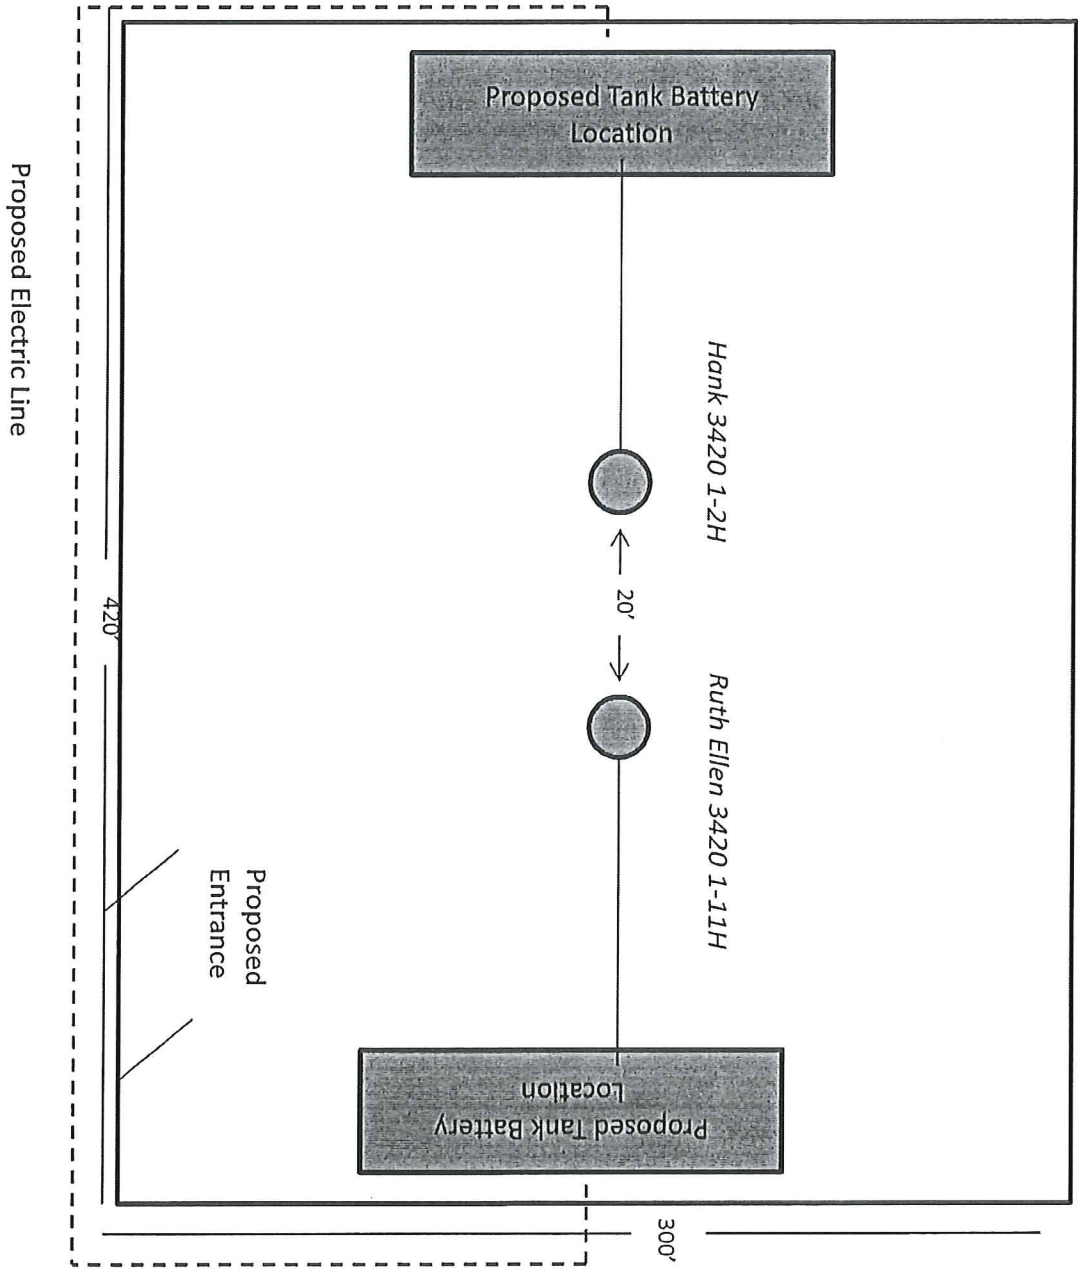 Proposed Tank Battery
Location
Hank 3420 1-2H
20'
Ruth Ellen 3420 1-11H
Proposed Electric Line
420'
Proposed
Entrance
Proposed Tank Battery
Location
300'